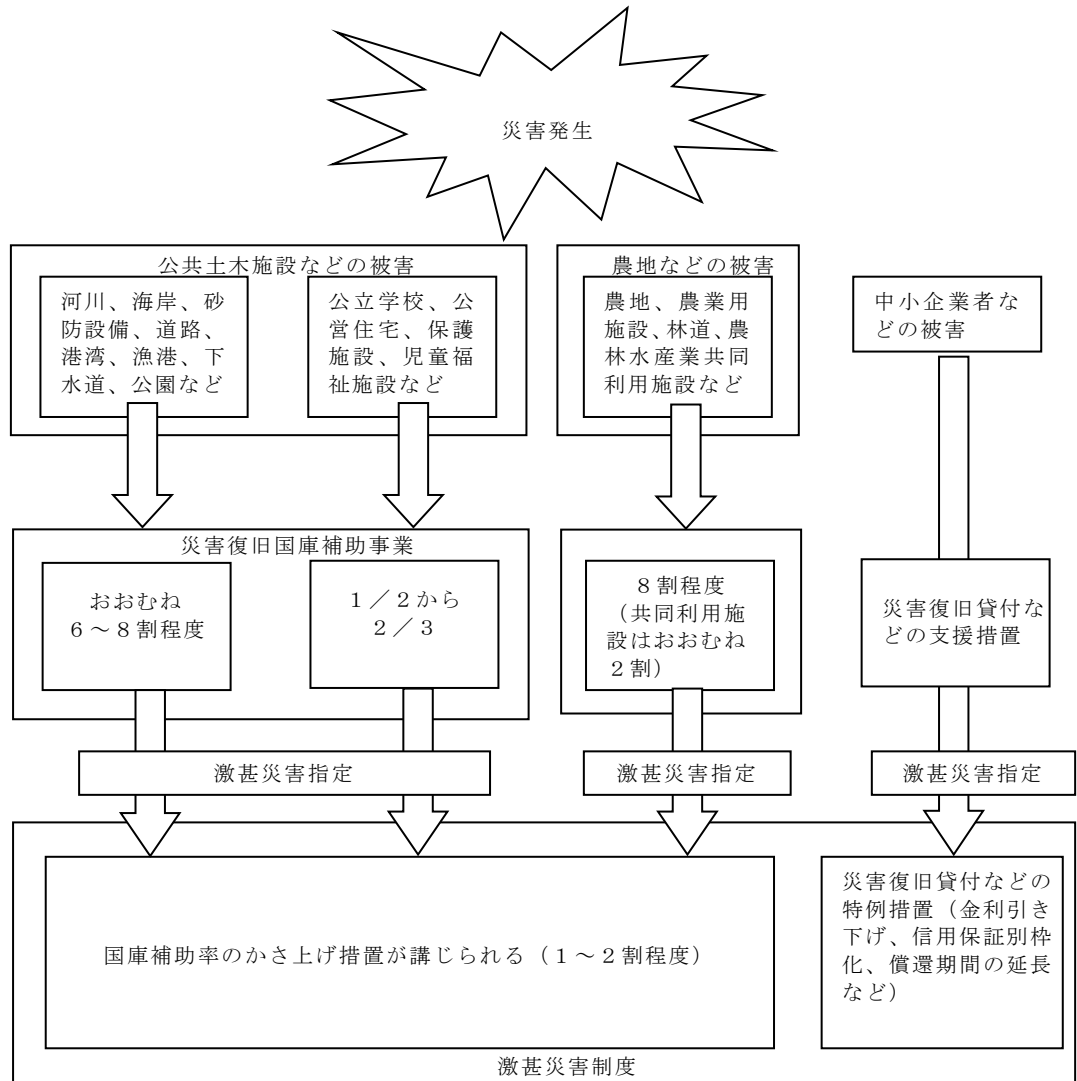 災害発生
公共土木施設などの被害
河川、海岸、砂
防設備、道路、
港湾、漁港、下
水道、公園など
公立学校、公
営住宅、保護
施設、児童福
祉施設など
農地などの被害
農地、農業用
施設、林道、農
林水産業共同
利用施設など
中小企業者な
どの被害
災害復旧国庫補助事業
おおむね
６～８割程度
１／２から
２／３
８割程度
（共同利用施
設はおおむね
２割）
災害復旧貸付な
どの支援措置
激甚災害指定
激甚災害指定
激甚災害指定
国庫補助率のかさ上げ措置が講じられる（１～２割程度）
災害復旧貸付などの
特例措置（金利引き
下げ、信用保証別枠
化、償還期間の延長
など）
激甚災害制度